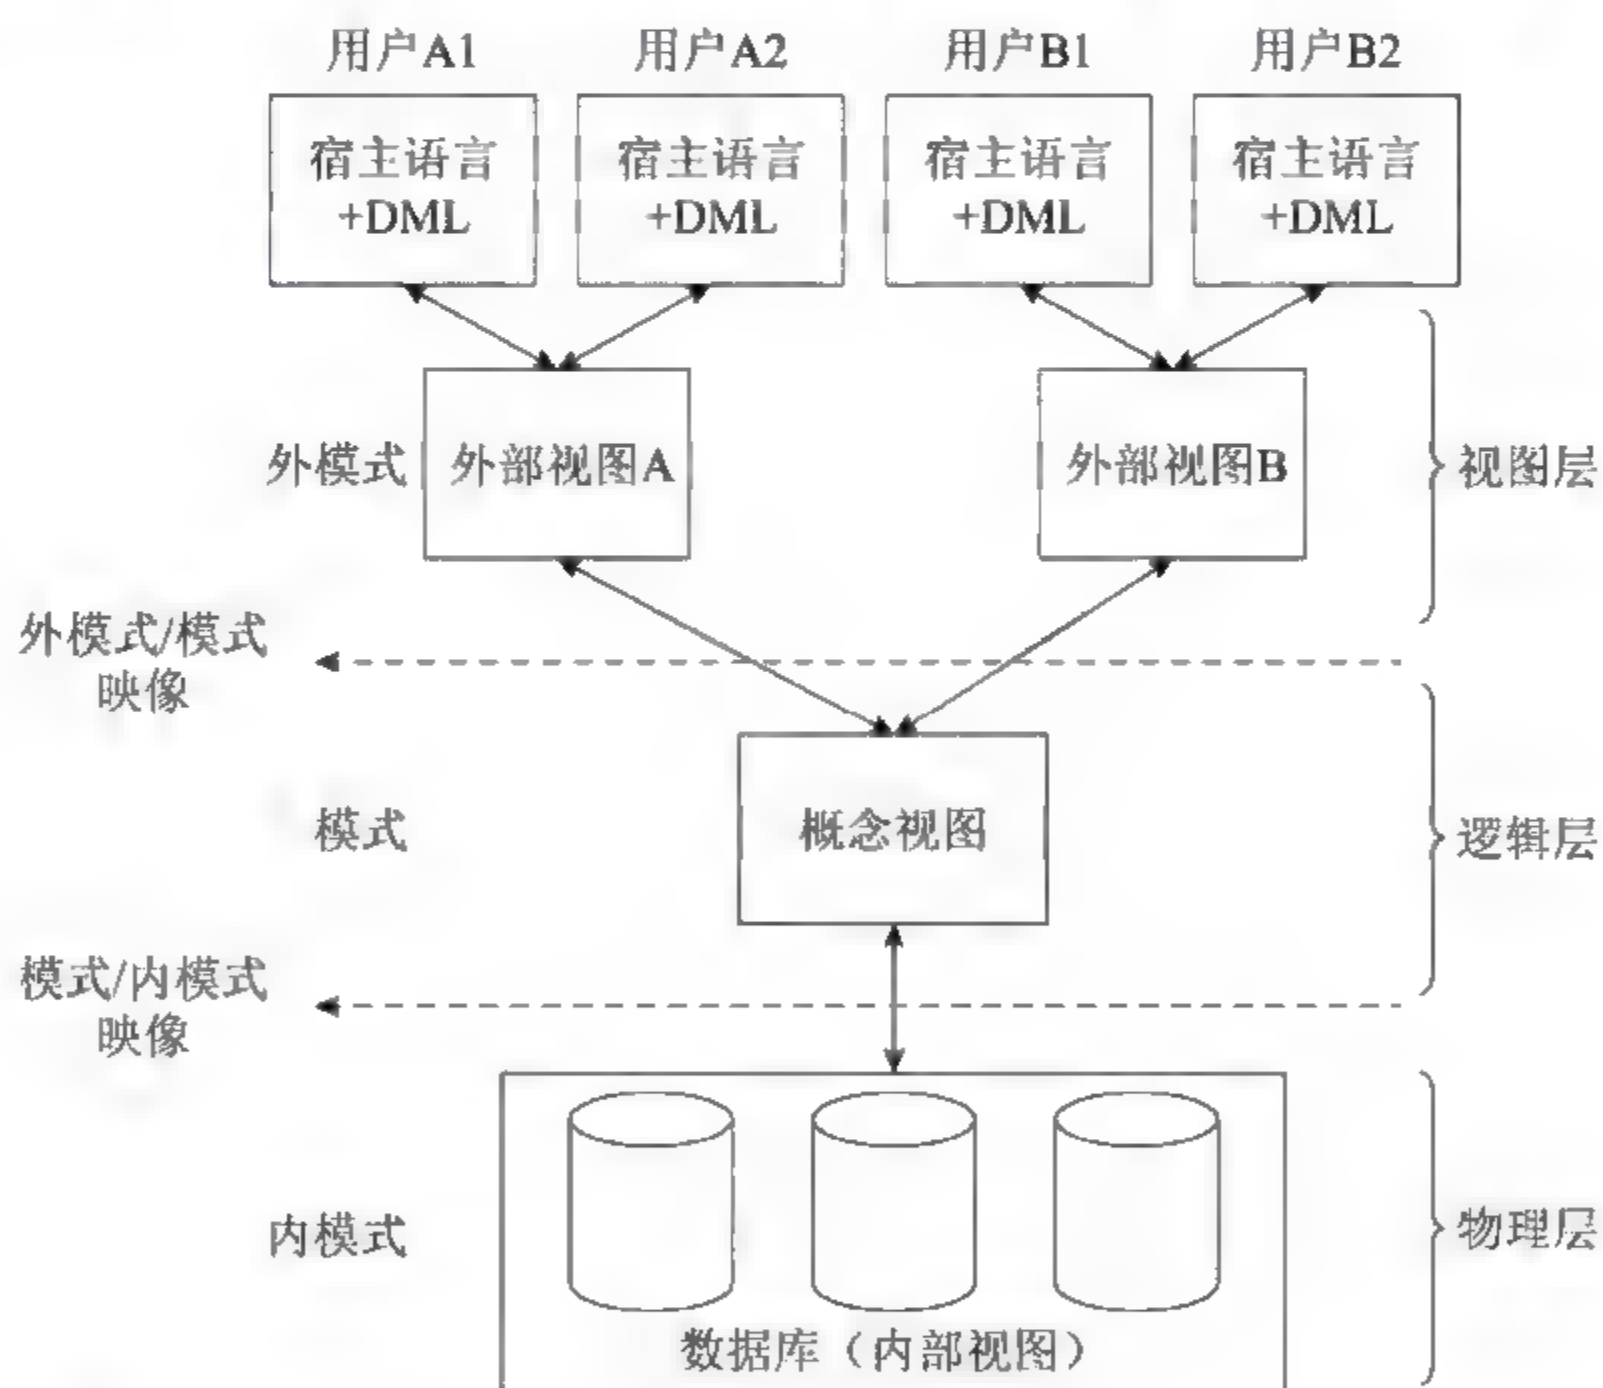 用户A1
用户A2
用户B1
用户B2
宿主语言
+DML
宿主语言
+DML
宿主语言
+DML
宿主语言
+DML
外模式
外部视图A
外部视图B
视图层
外模式/模式
映像
模式
概念视图
逻辑层
模式/内模式
映像
内模式
物理层
数据库（内部视图）